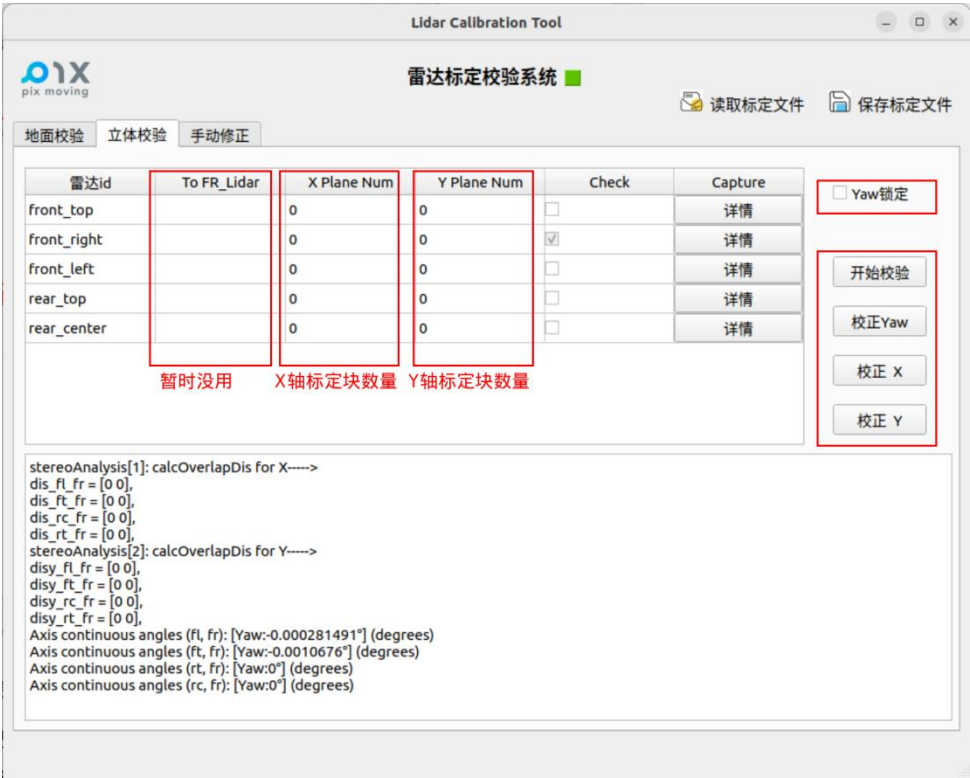 Lidar Calibration Tool
pix moving
雷达标定校验系统
读取标定文件 保存标定文件
地面校验 立体校验 手动修正
雷达id To FR_Lidar X Plane Num Y Plane Num Check Capture
Yaw锁定
front_top 0 0 详情
front_right 0 0 详情
front_left 0 0 详情
开始校验
rear_top 0 0 详情
rear_center 0 0 详情
校正Yaw
暂时没用 X轴标定块数量 Y轴标定块数量
校正 X
校正 Y
stereoAnalysis[1]: calcOverlapDis for X----->
dis_fl_fr = [0 0],
dis_ft_fr = [0 0],
dis_rc_fr = [0 0],
dis_rt_fr = [0 0],
stereoAnalysis[2]: calcOverlapDis for Y----->
disy_fl_fr = [0 0],
disy_ft_fr = [0 0],
disy_rc_fr = [0 0],
disy_rt_fr = [0 0],
Axis continuous angles (fl, fr): [Yaw:-0.000281491°] (degrees)
Axis continuous angles (ft, fr): [Yaw:-0.0010676°] (degrees)
Axis continuous angles (rt, fr): [Yaw:0°] (degrees)
Axis continuous angles (rc, fr): [Yaw:0°] (degrees)